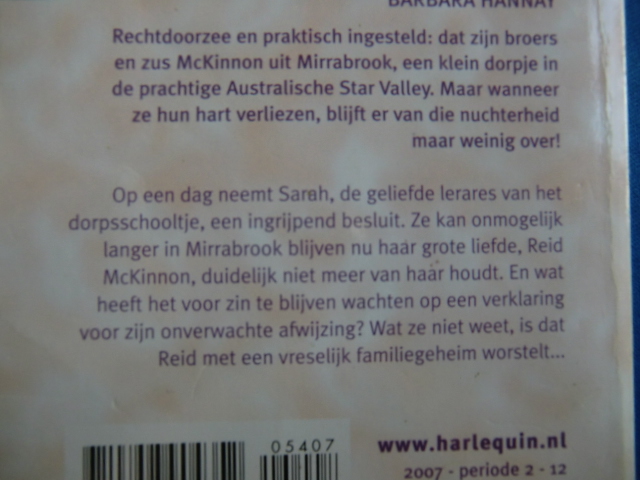 BARBARA HANNAY
Rechtdoorzee en praktisch ingesteld: dat zijn broers
en zus McKinnon uit Mirrabrook, een klein dorpje in
de prachtige Australische Star Valley. Maar wanneer
ze hun hart verliezen, blijft er van die nuchterheid
maar weinig over!
Op een dag neemt Sarah, de geliefde lerares van het
dorpsschooltje, een ingrijpend besluit. Ze kan onmogelijk
langer in Mirrabrook blijven nu haar grote liefde, Reid
McKinnon, duidelijk niet meer van haar houdt. En wat
heeft het voor zin te blijven wachten op een verklaring
voor zijn onverwachte afwijzing? Wat ze niet weet, is dat
Reid met een vreselijk familiegeheim worstelt...
05407
www.harlequin.nl
2007 - periode 2 - 12